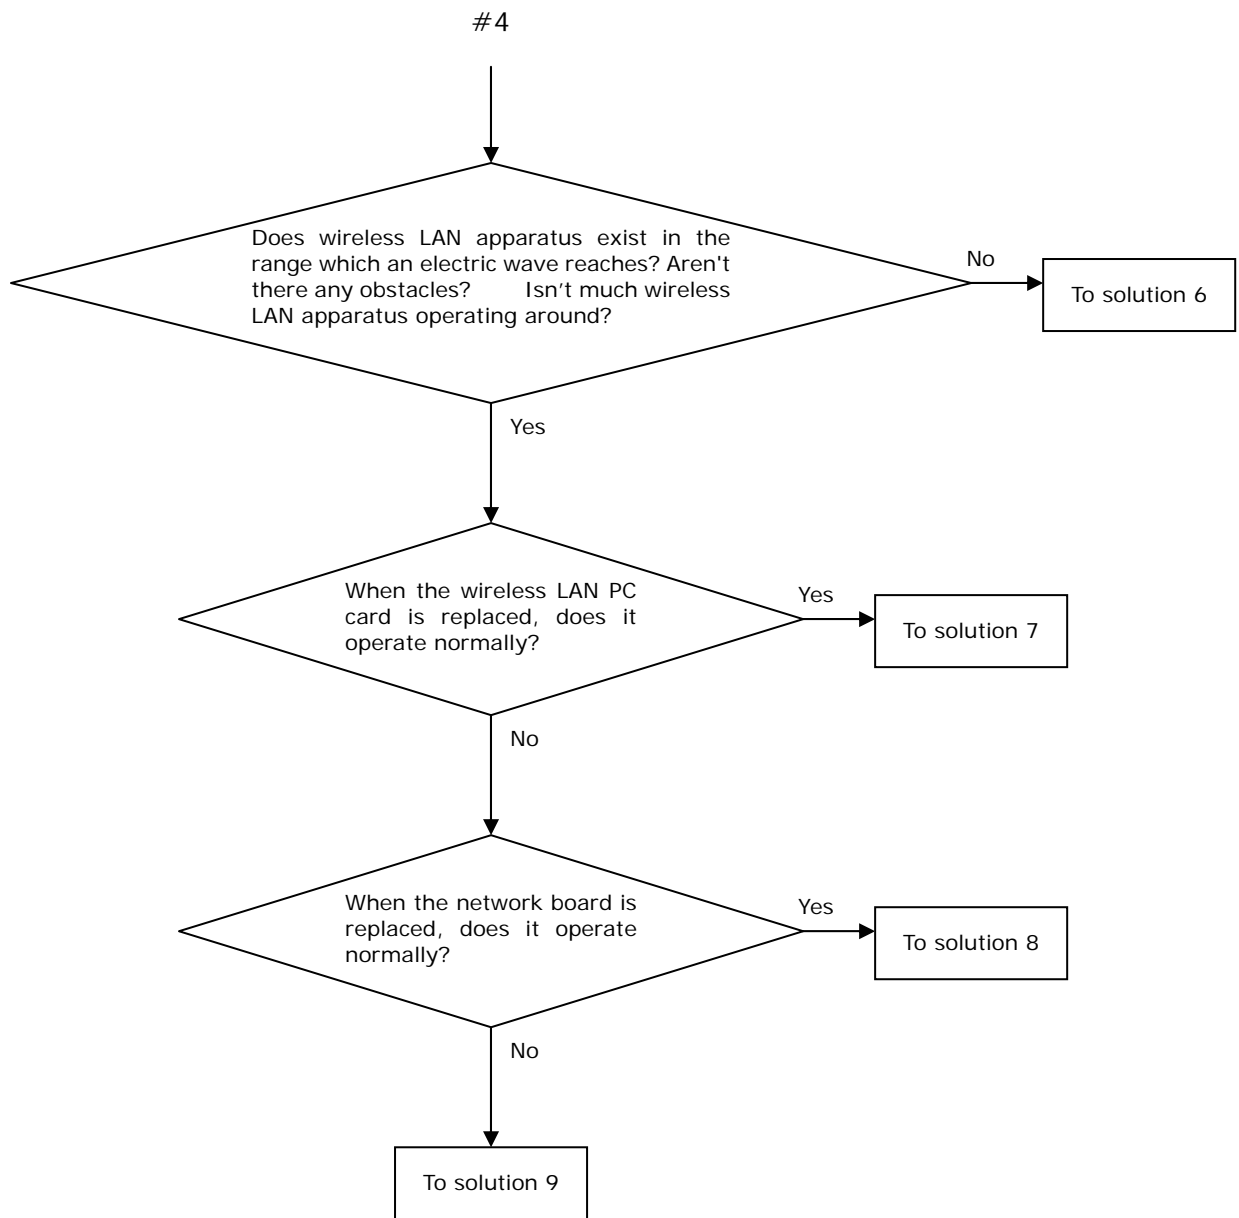 #4
Does wireless LAN apparatus exist in the
range which an electric wave reaches? Aren't
there any obstacles? Isn't much wireless
LAN apparatus operating around?
No
To solution 6
Yes
When the wireless LAN PC
card is replaced, does it
operate normally?
Yes
To solution 7
No
When the network board is
replaced, does it operate
normally?
Yes
To solution 8
No
To solution 9